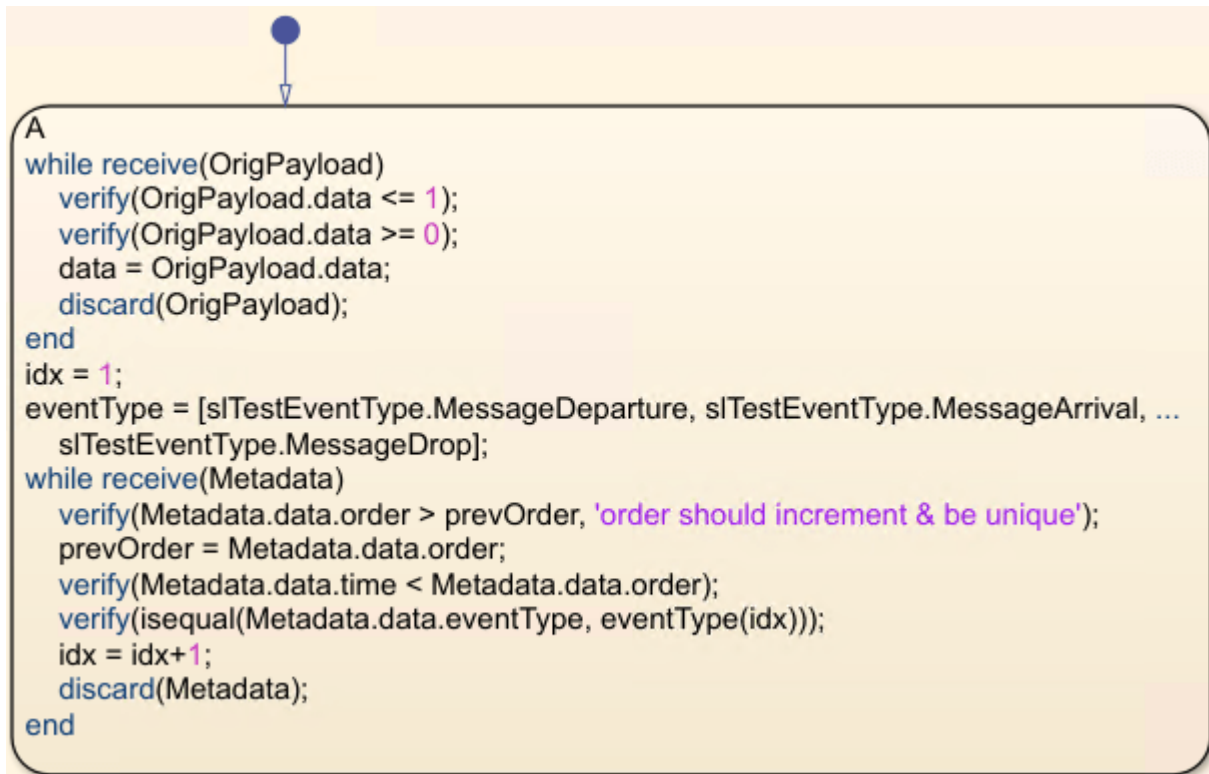 A
while receive(OrigPayload)
verify(OrigPayload.data <= 1);
verify(OrigPayload.data >= 0);
data = OrigPayload.data;
discard(OrigPayload);
end
idx = 1;
eventType = [slTestEventType.MessageDeparture, slTestEventType.MessageArrival, ...
slTestEventType.MessageDrop];
while receive(Metadata)
verify(Metadata.data.order > prevOrder, 'order should increment & be unique');
prevOrder = Metadata.data.order;
verify(Metadata.data.time < Metadata.data.order);
verify(isequal(Metadata.data.eventType, eventType(idx)));
idx = idx+1;
discard(Metadata);
end